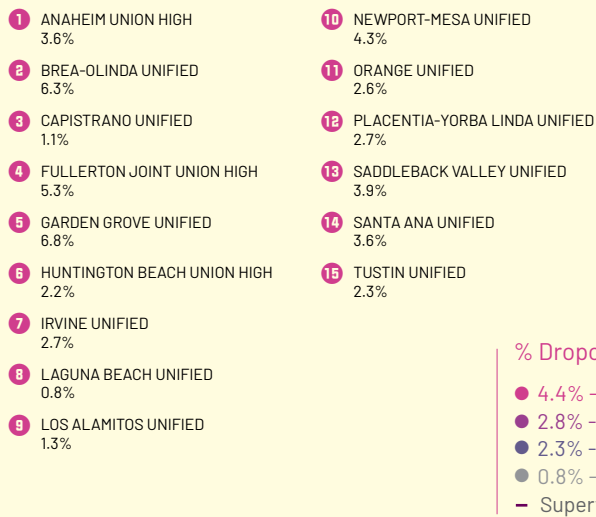 1 ANAHEIM UNION HIGH
3.6%
2 BREA-OLINDA UNIFIED
6.3%
3 CAPISTRANO UNIFIED
1.1%
4 FULLERTON JOINT UNION HIGH
5.3%
5 GARDEN GROVE UNIFIED
6.8%
6 HUNTINGTON BEACH UNION HIGH
2.2%
7 IRVINE UNIFIED
2.7%
8 LAGUNA BEACH UNIFIED
0.8%
9 LOS ALAMITOS UNIFIED
1.3%
10 NEWPORT-MESA UNIFIED
4.3%
11 ORANGE UNIFIED
2.6%
12 PLACENTIA-YORBA LINDA UNIFIED
2.7%
13 SADDLEBACK VALLEY UNIFIED
3.9%
14 SANTA ANA UNIFIED
3.6%
15 TUSTIN UNIFIED
2.3%
%
4.4% –
2.8% –
2.3% –
0.8% –